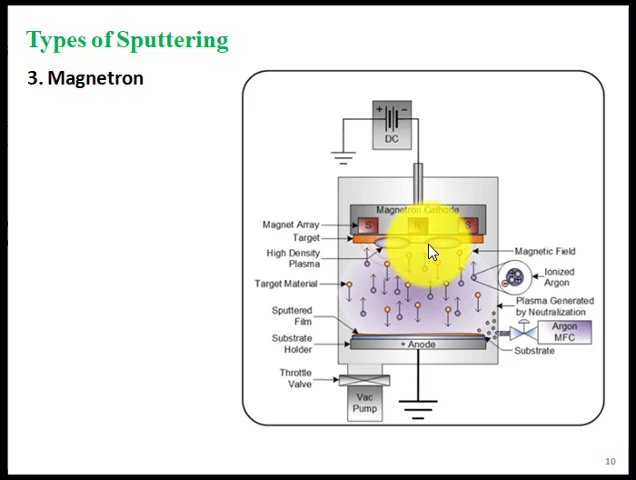 Types of Sputtering
3. Magnetron
+ −
DC
Magnetron Cathode
Magnet Array
S N S
Target
High Density
Plasma
Magnetic Field
Ionized
Argon
Target Material
Plasma Generated
by Neutralization
Sputtered
Film
Argon
MFC
Substrate
Holder
+ Anode
Substrate
Throttle
Valve
Vac
Pump
10